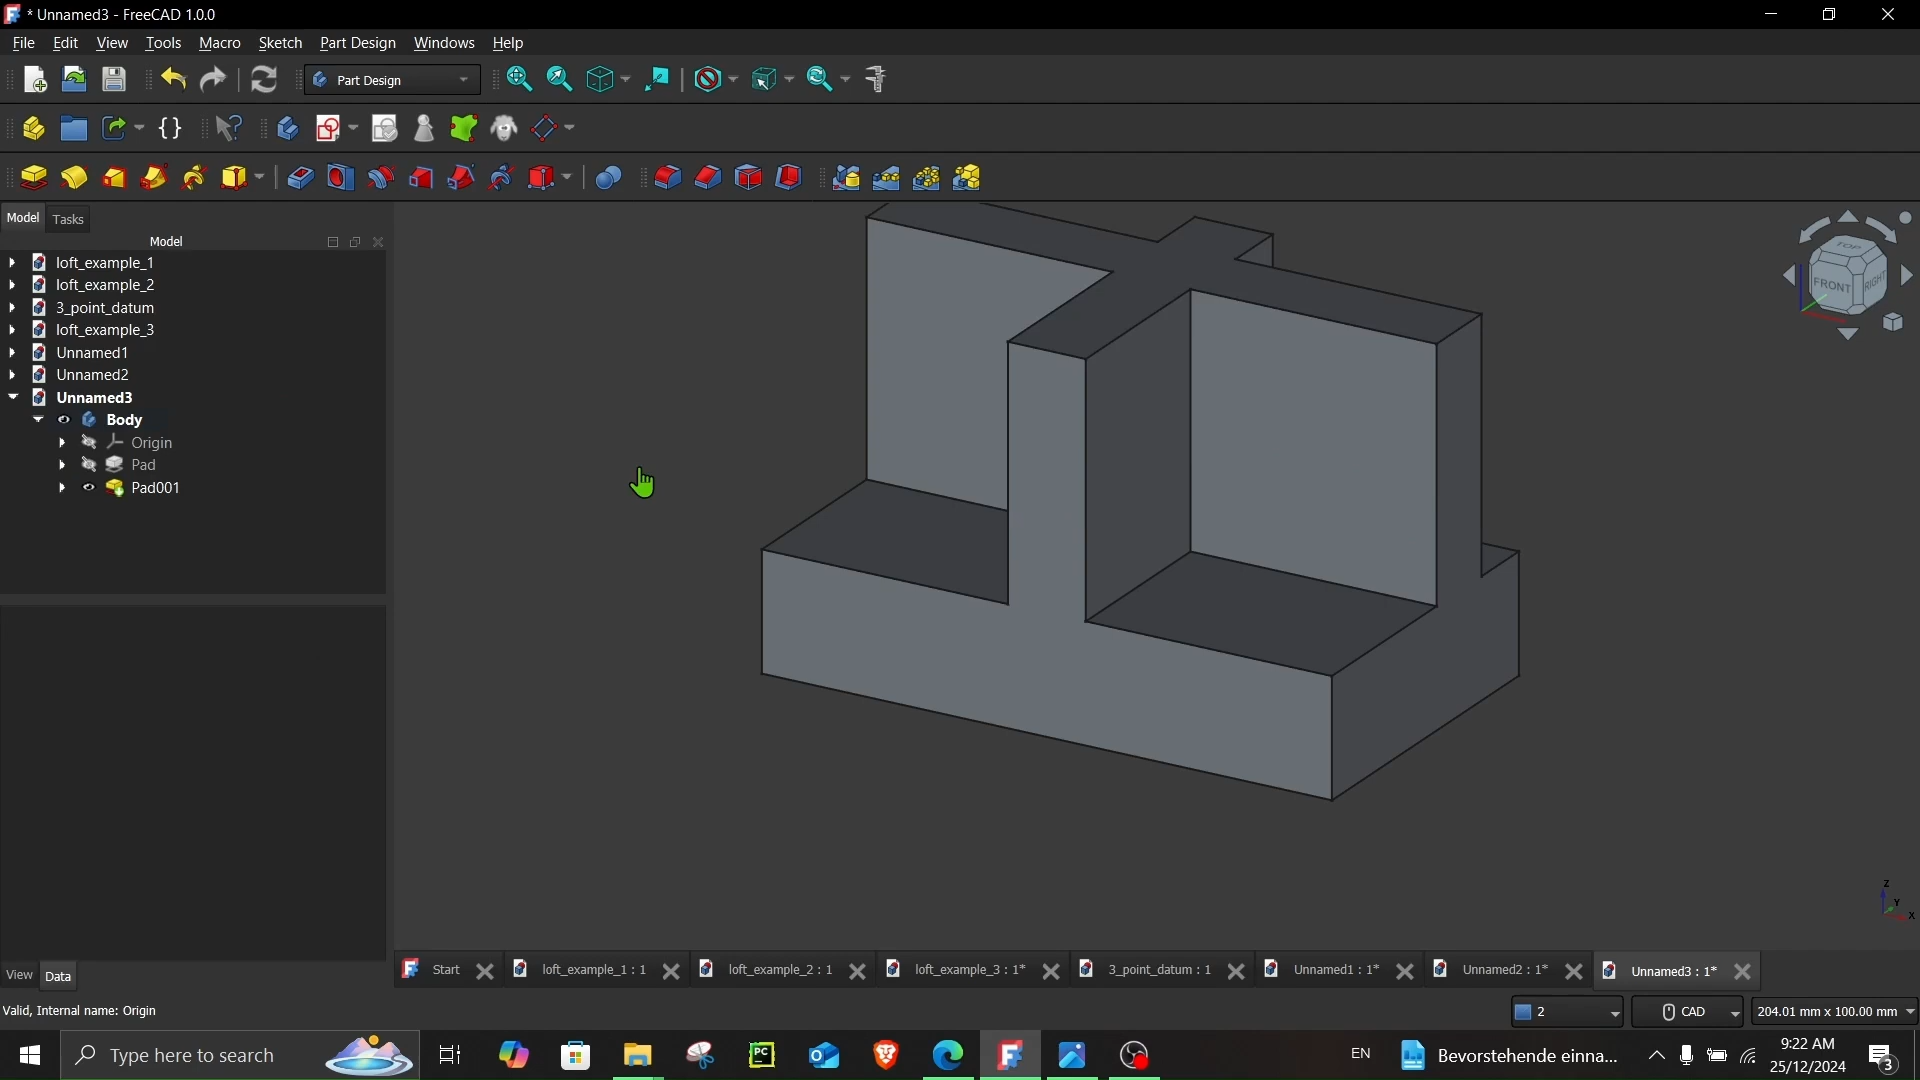 * Unnamed3 - FreeCAD 1.0.0
File Edit View Tools Macro Sketch Part Design Windows Help
Part Design
Model Tasks
Model
loft_example_1
loft_example_2
3_point_datum
loft_example_3
Unnamed1
Unnamed2
Unnamed3
Body
Origin
Pad
Pad001
TOP
FRONT
RIGHT
Z
Y
X
View Data
Start loft_example_1 : 1 loft_example_2 : 1 loft_example_3 : 1* 3_point_datum : 1 Unnamed1 : 1* Unnamed2 : 1* Unnamed3 : 1*
Valid, Internal name: Origin
2 CAD 204.01 mm x 100.00 mm
Type here to search
PC
EN
Bevorstehende einna...
9:22 AM
25/12/2024
3